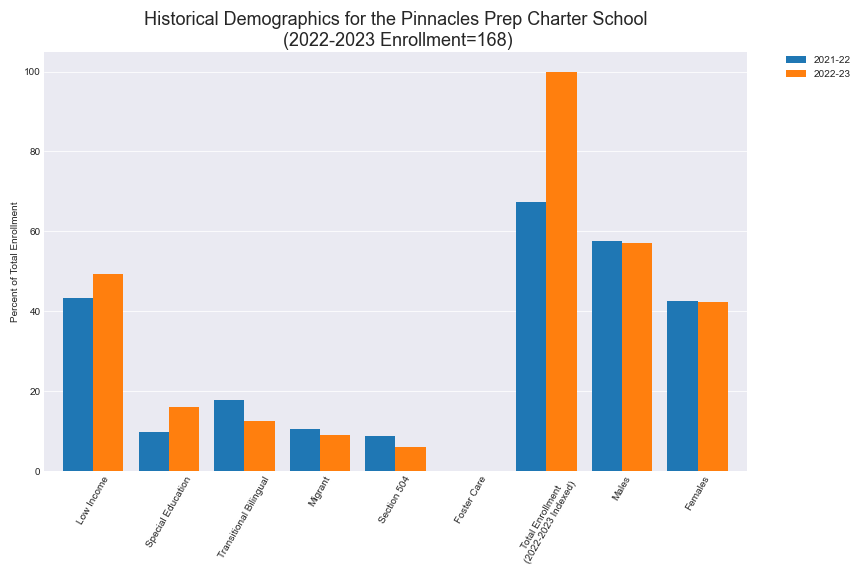 Historical Demographics for the Pinnacles Prep Charter School
(2022-2023 Enrollment=168)
2021-22
2022-23
Percent of Total Enrollment
100
80
60
40
20
0
Low Income
Special Education
Transitional Bilingual
Migrant
Section 504
Foster Care
Total Enrollment
(2022-2023 Indexed)
Males
Females